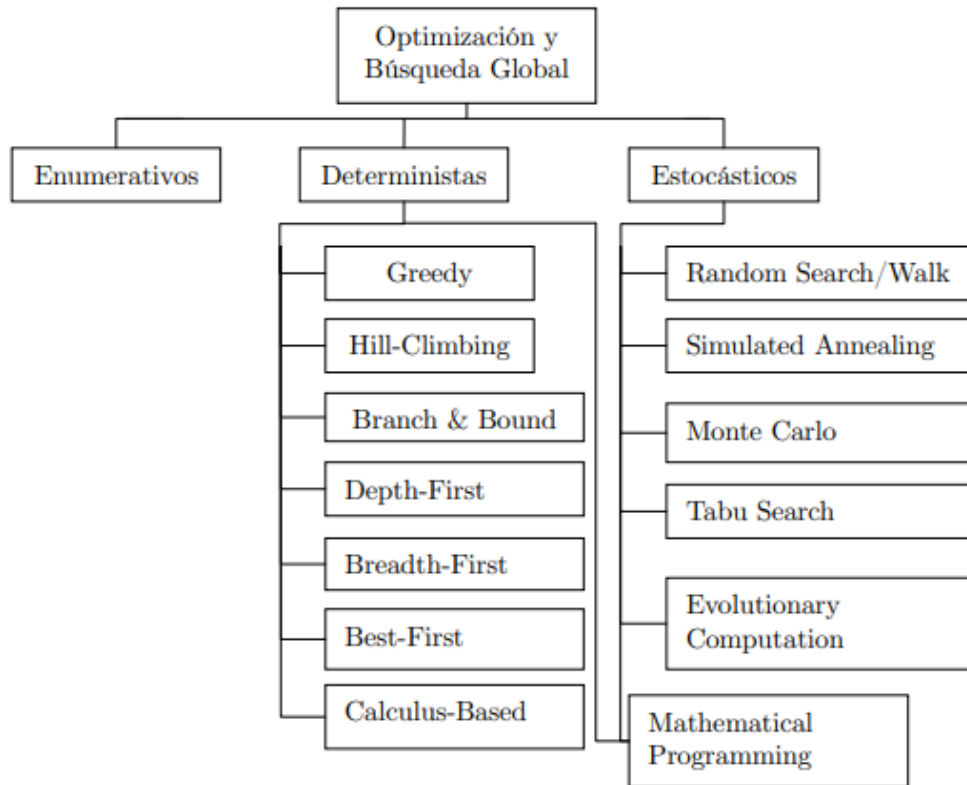 Optimización y
Búsqueda Global
Enumerativos
Deterministas
Estocásticos
Greedy
Hill-Climbing
Branch & Bound
Depth-First
Breadth-First
Best-First
Calculus-Based
Random Search/Walk
Simulated Annealing
Monte Carlo
Tabu Search
Evolutionary
Computation
Mathematical
Programming